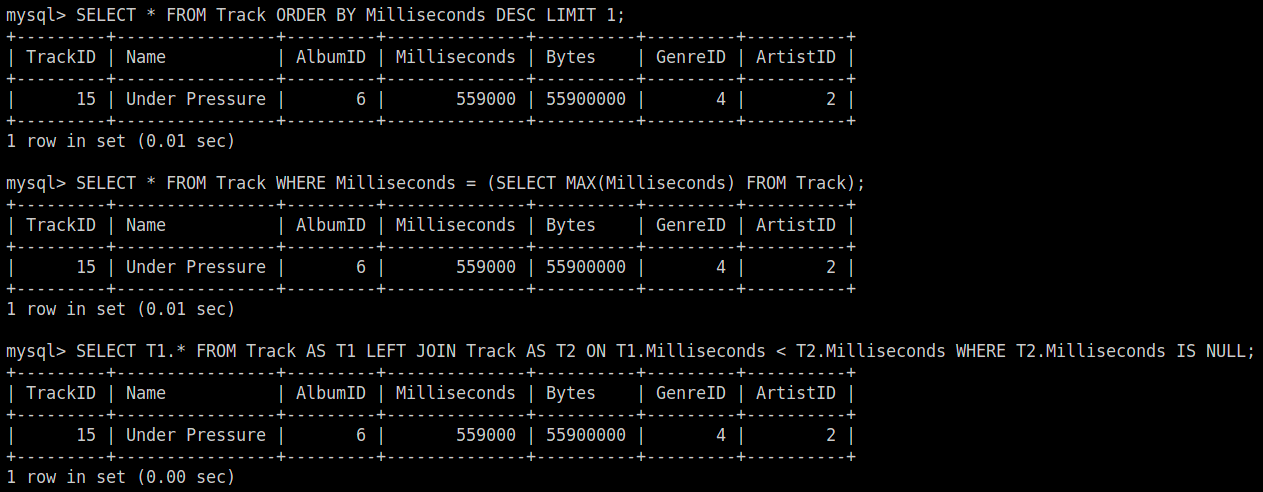 mysql> SELECT * FROM Track ORDER BY Milliseconds DESC LIMIT 1;
+---------+----------------+---------+--------------+----------+---------+----------+
| TrackID | Name           | AlbumID | Milliseconds | Bytes    | GenreID | ArtistID |
+---------+----------------+---------+--------------+----------+---------+----------+
|      15 | Under Pressure |       6 |       559000 | 55900000 |       4 |        2 |
+---------+----------------+---------+--------------+----------+---------+----------+
1 row in set (0.01 sec)

mysql> SELECT * FROM Track WHERE Milliseconds = (SELECT MAX(Milliseconds) FROM Track);
+---------+----------------+---------+--------------+----------+---------+----------+
| TrackID | Name           | AlbumID | Milliseconds | Bytes    | GenreID | ArtistID |
+---------+----------------+---------+--------------+----------+---------+----------+
|      15 | Under Pressure |       6 |       559000 | 55900000 |       4 |        2 |
+---------+----------------+---------+--------------+----------+---------+----------+
1 row in set (0.01 sec)

mysql> SELECT T1.* FROM Track AS T1 LEFT JOIN Track AS T2 ON T1.Milliseconds < T2.Milliseconds WHERE T2.Milliseconds IS NULL;
+---------+----------------+---------+--------------+----------+---------+----------+
| TrackID | Name           | AlbumID | Milliseconds | Bytes    | GenreID | ArtistID |
+---------+----------------+---------+--------------+----------+---------+----------+
|      15 | Under Pressure |       6 |       559000 | 55900000 |       4 |        2 |
+---------+----------------+---------+--------------+----------+---------+----------+
1 row in set (0.00 sec)